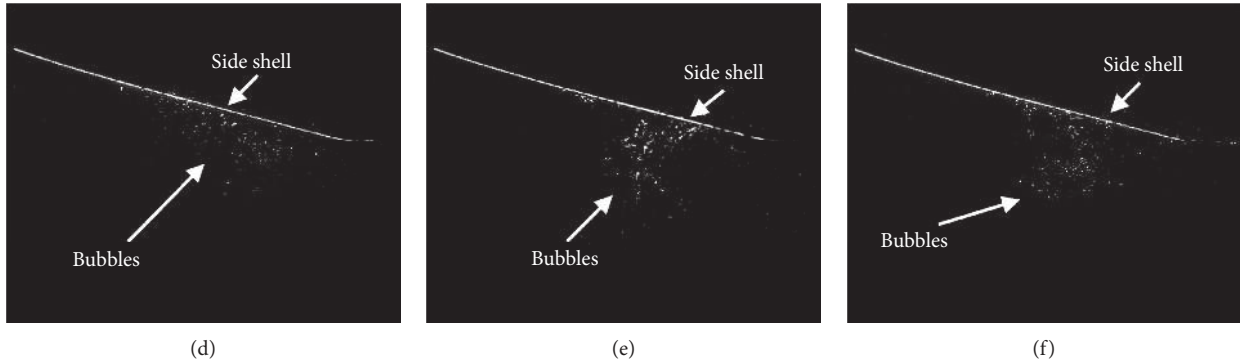 Side shell
Bubbles
(d)
Side shell
Bubbles
(e)
Side shell
Bubbles
(f)